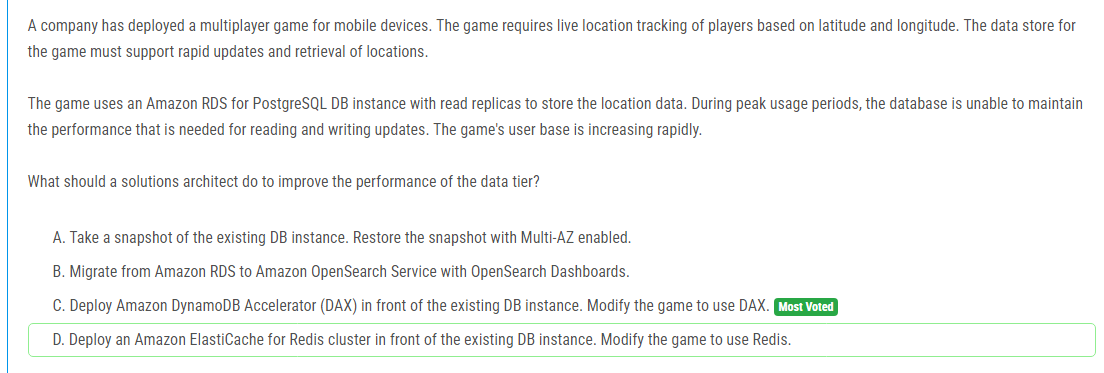 A company has deployed a multiplayer game for mobile devices. The game requires live location tracking of players based on latitude and longitude. The data store for
the game must support rapid updates and retrieval of locations.
The game uses an Amazon RDS for PostgreSQL DB instance with read replicas to store the location data. During peak usage periods, the database is unable to maintain
the performance that is needed for reading and writing updates. The game's user base is increasing rapidly.
What should a solutions architect do to improve the performance of the data tier?
A. Take a snapshot of the existing DB instance. Restore the snapshot with Multi-AZ enabled.
B. Migrate from Amazon RDS to Amazon OpenSearch Service with OpenSearch Dashboards.
C. Deploy Amazon DynamoDB Accelerator (DAX) in front of the existing DB instance. Modify the game to use DAX. Most Voted
D. Deploy an Amazon ElastiCache for Redis cluster in front of the existing DB instance. Modify the game to use Redis.